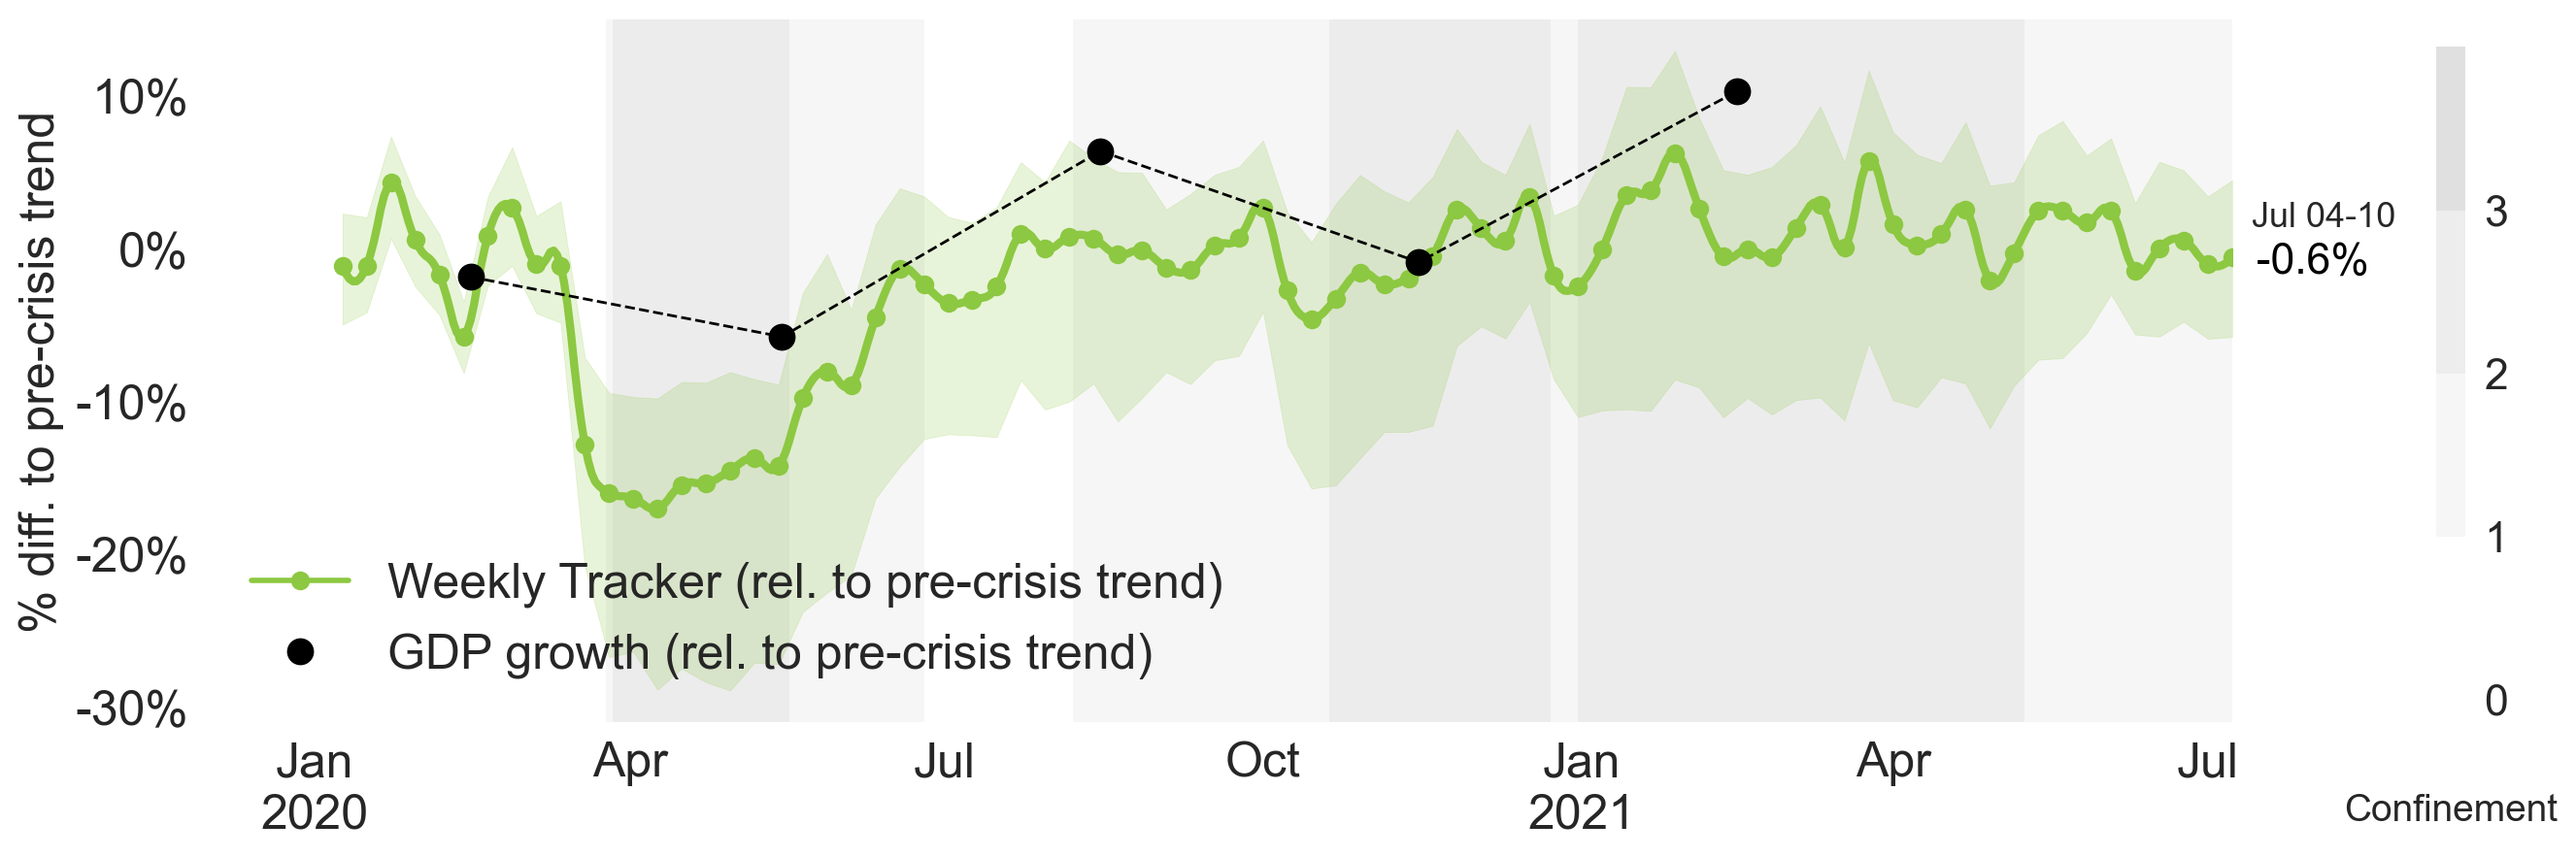 % diff. to pre-crisis trend
10%
0%
-10%
-20%
-30%
Weekly Tracker (rel. to pre-crisis trend)
GDP growth (rel. to pre-crisis trend)
Jan Apr Jul Oct Jan Apr Jul
2020 2021
Jul 04-10
-0.6%
3
2
1
0
Confinement